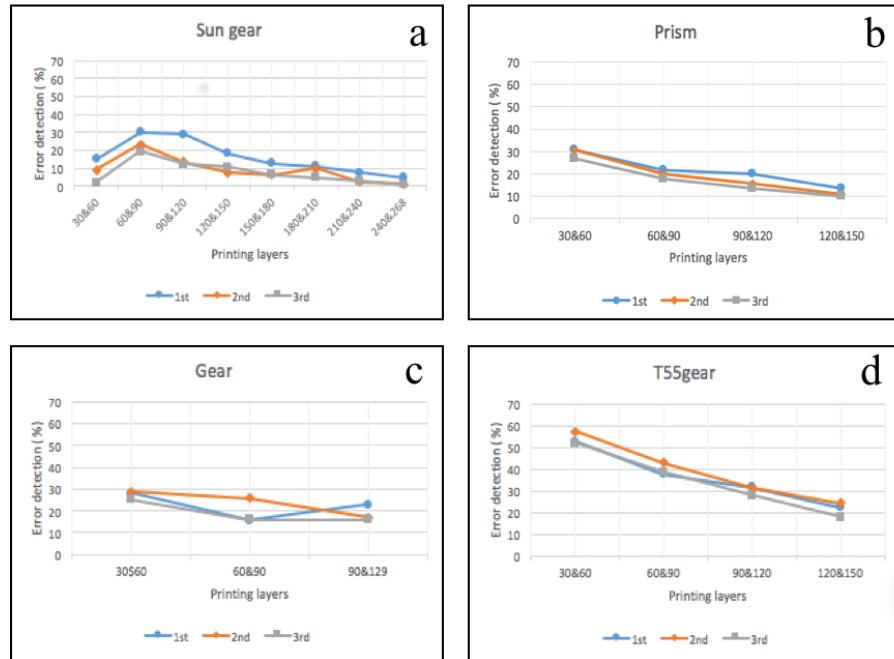 Sun gear
a
Error detection ( %)
70
60
50
40
30
20
10
0
30&60
60&90
90&120
120&150
150&180
180&210
210&240
240&268
Printing layers
1st 2nd 3rd
Prism
b
Error detection ( %)
70
60
50
40
30
20
10
0
30&60 60&90 90&120 120&150
Printing layers
1st 2nd 3rd
Gear
c
Error detection ( %)
70
60
50
40
30
20
10
0
30$60 60&90 90&129
Printing layers
1st 2nd 3rd
T55gear
d
Error detection ( %)
70
60
50
40
30
20
10
0
30&60 60&90 90&120 120&150
Printing layers
1st 2nd 3rd